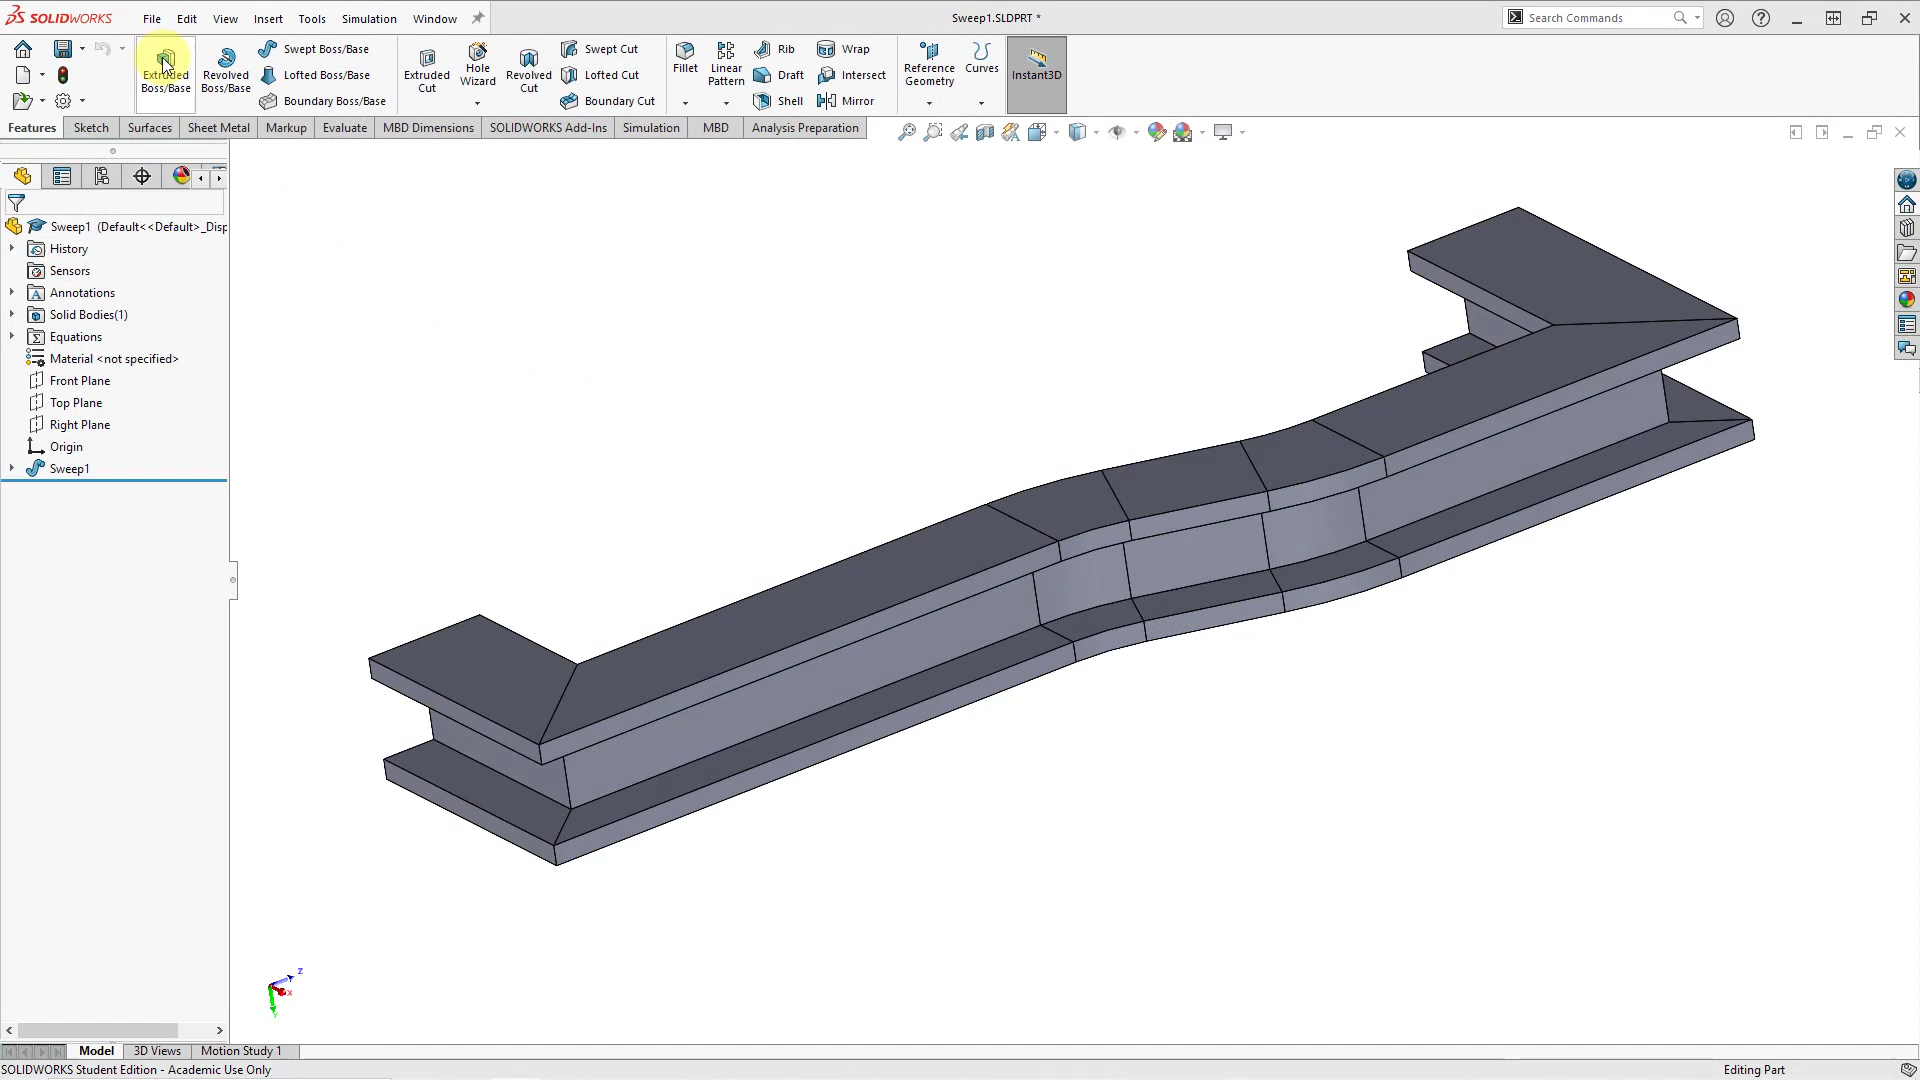 SOLIDWORKS File Edit View Insert Tools Simulation Window Sweep1.SLDPRT * Search Commands
Extruded Boss/Base
Revolved Boss/Base
Swept Boss/Base
Lofted Boss/Base
Boundary Boss/Base
Extruded Cut
Hole Wizard
Revolved Cut
Swept Cut
Lofted Cut
Boundary Cut
Fillet
Linear Pattern
Rib
Draft
Shell
Wrap
Intersect
Mirror
Reference Geometry
Curves
Instant3D
Features Sketch Surfaces Sheet Metal Markup Evaluate MBD Dimensions SOLIDWORKS Add-Ins Simulation MBD Analysis Preparation
Sweep1 (Default<<Default>_Disp
History
Sensors
Annotations
Solid Bodies(1)
Equations
Material <not specified>
Front Plane
Top Plane
Right Plane
Origin
Sweep1
z
x
Model 3D Views Motion Study 1
SOLIDWORKS Student Edition - Academic Use Only Editing Part